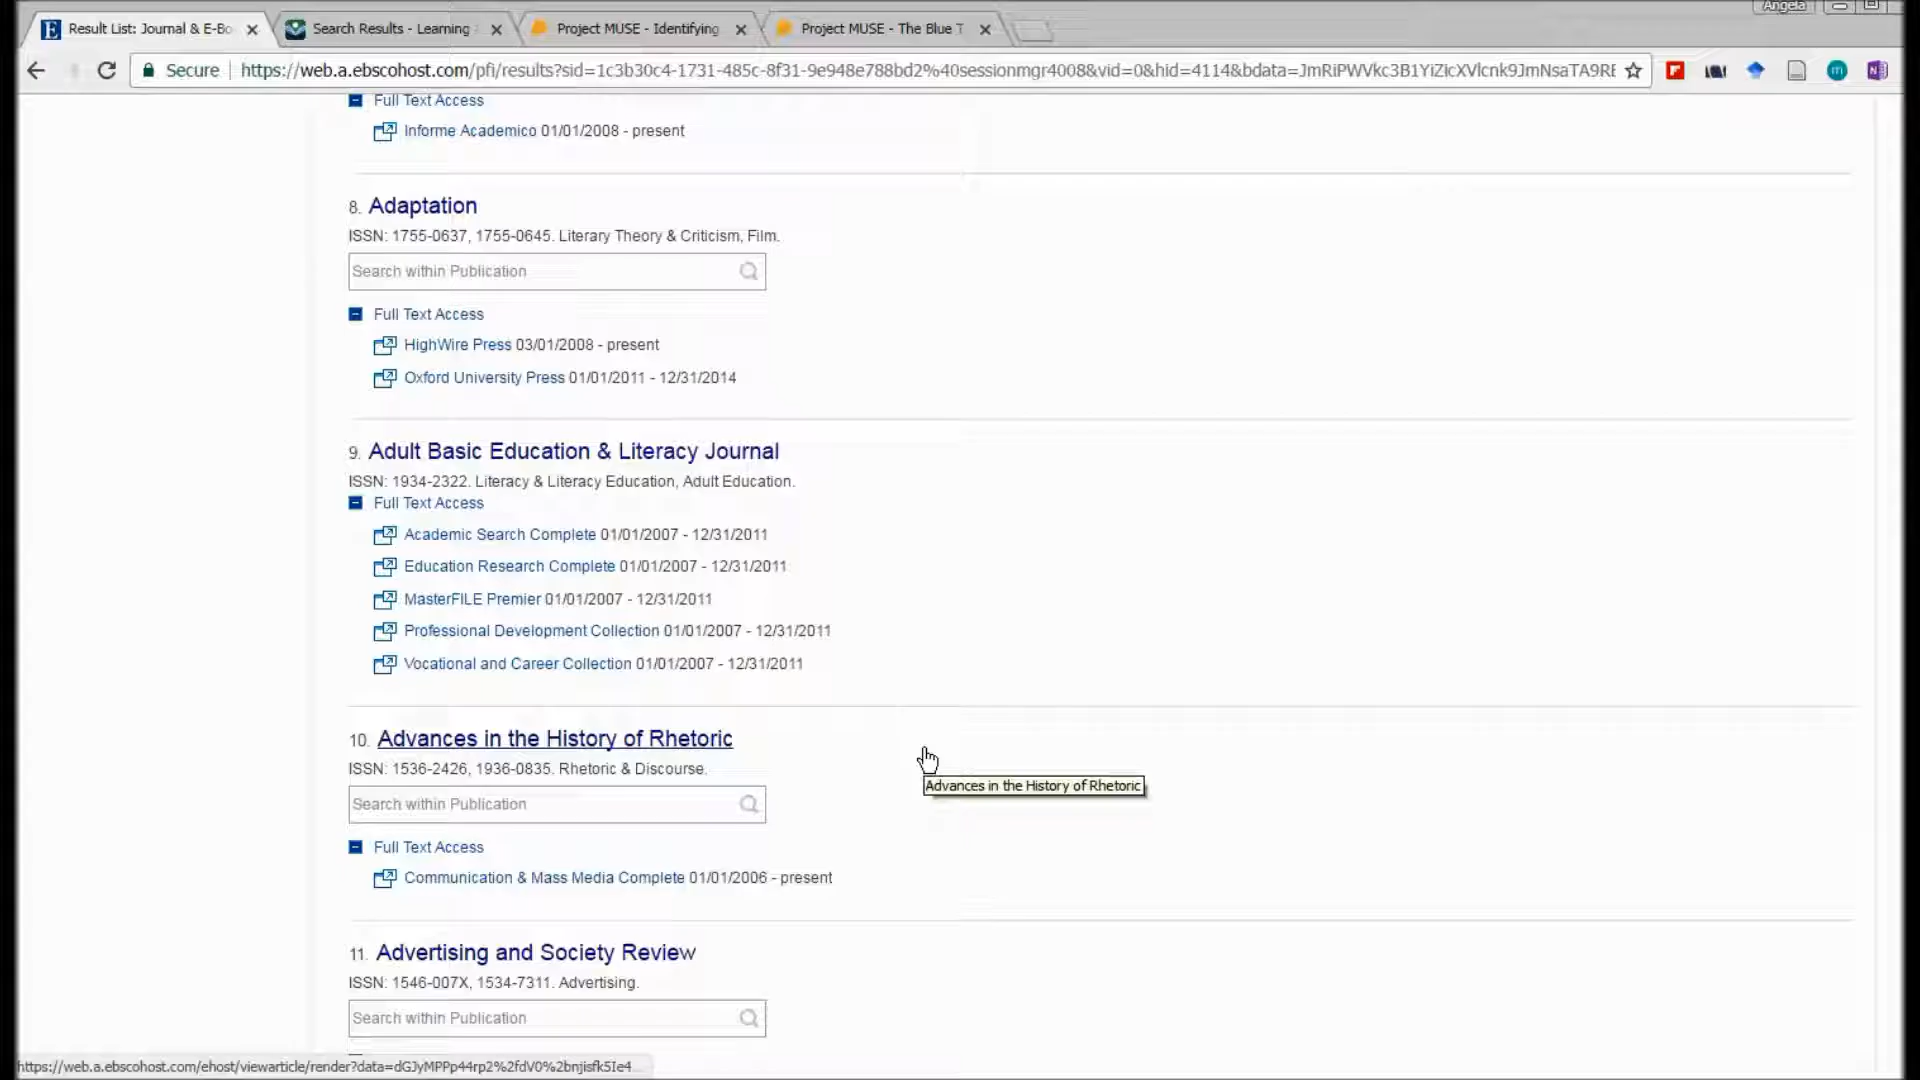 Angela
Result List: Journal & E-Bo
Search Results - Learning
Project MUSE - Identifying
Project MUSE - The Blue T
Secure
https://web.a.ebscohost.com/pfi/results?sid=1c3b30c4-1731-485c-8f31-9e948e788bd2%40sessionmgr4008&vid=0&hid=4114&bdata=JmRiPWVkc3B1YiZicXVlcnk9JmNsaTA9RE
Full Text Access
Informe Academico 01/01/2008 - present
8. Adaptation
ISSN: 1755-0637, 1755-0645. Literary Theory & Criticism, Film.
Search within Publication
Full Text Access
HighWire Press 03/01/2008 - present
Oxford University Press 01/01/2011 - 12/31/2014
9. Adult Basic Education & Literacy Journal
ISSN: 1934-2322. Literacy & Literacy Education, Adult Education.
Full Text Access
Academic Search Complete 01/01/2007 - 12/31/2011
Education Research Complete 01/01/2007 - 12/31/2011
MasterFILE Premier 01/01/2007 - 12/31/2011
Professional Development Collection 01/01/2007 - 12/31/2011
Vocational and Career Collection 01/01/2007 - 12/31/2011
10. Advances in the History of Rhetoric
ISSN: 1536-2426, 1936-0835. Rhetoric & Discourse.
Advances in the History of Rhetoric
Search within Publication
Full Text Access
Communication & Mass Media Complete 01/01/2006 - present
11. Advertising and Society Review
ISSN: 1546-007X, 1534-7311. Advertising.
Search within Publication
https://web.a.ebscohost.com/ehost/viewarticle/render?data=dGJyMPPp44rp2%2fdV0%2bnjisfk5Ie4...